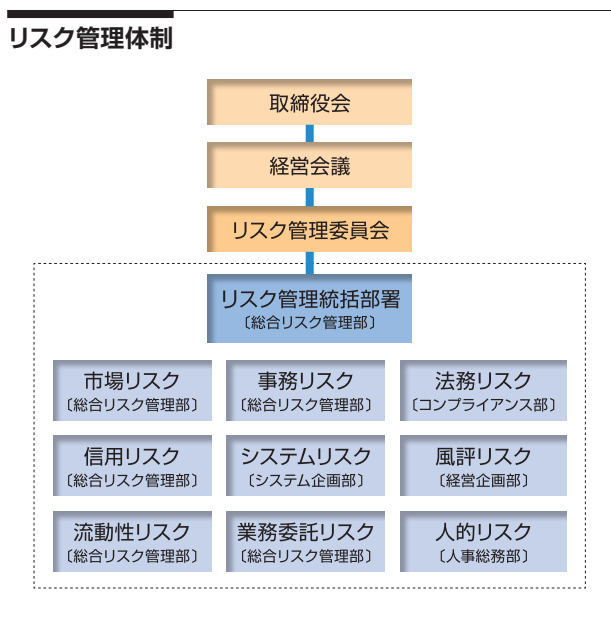 リスク管理体制
取締役会
経営会議
リスク管理委員会
リスク管理統括部署
〔総合リスク管理部〕
市場リスク
〔総合リスク管理部〕
事務リスク
〔総合リスク管理部〕
法務リスク
〔コンプライアンス部〕
信用リスク
〔総合リスク管理部〕
システムリスク
〔システム企画部〕
風評リスク
〔経営企画部〕
流動性リスク
〔総合リスク管理部〕
業務委託リスク
〔総合リスク管理部〕
人的リスク
〔人事総務部〕